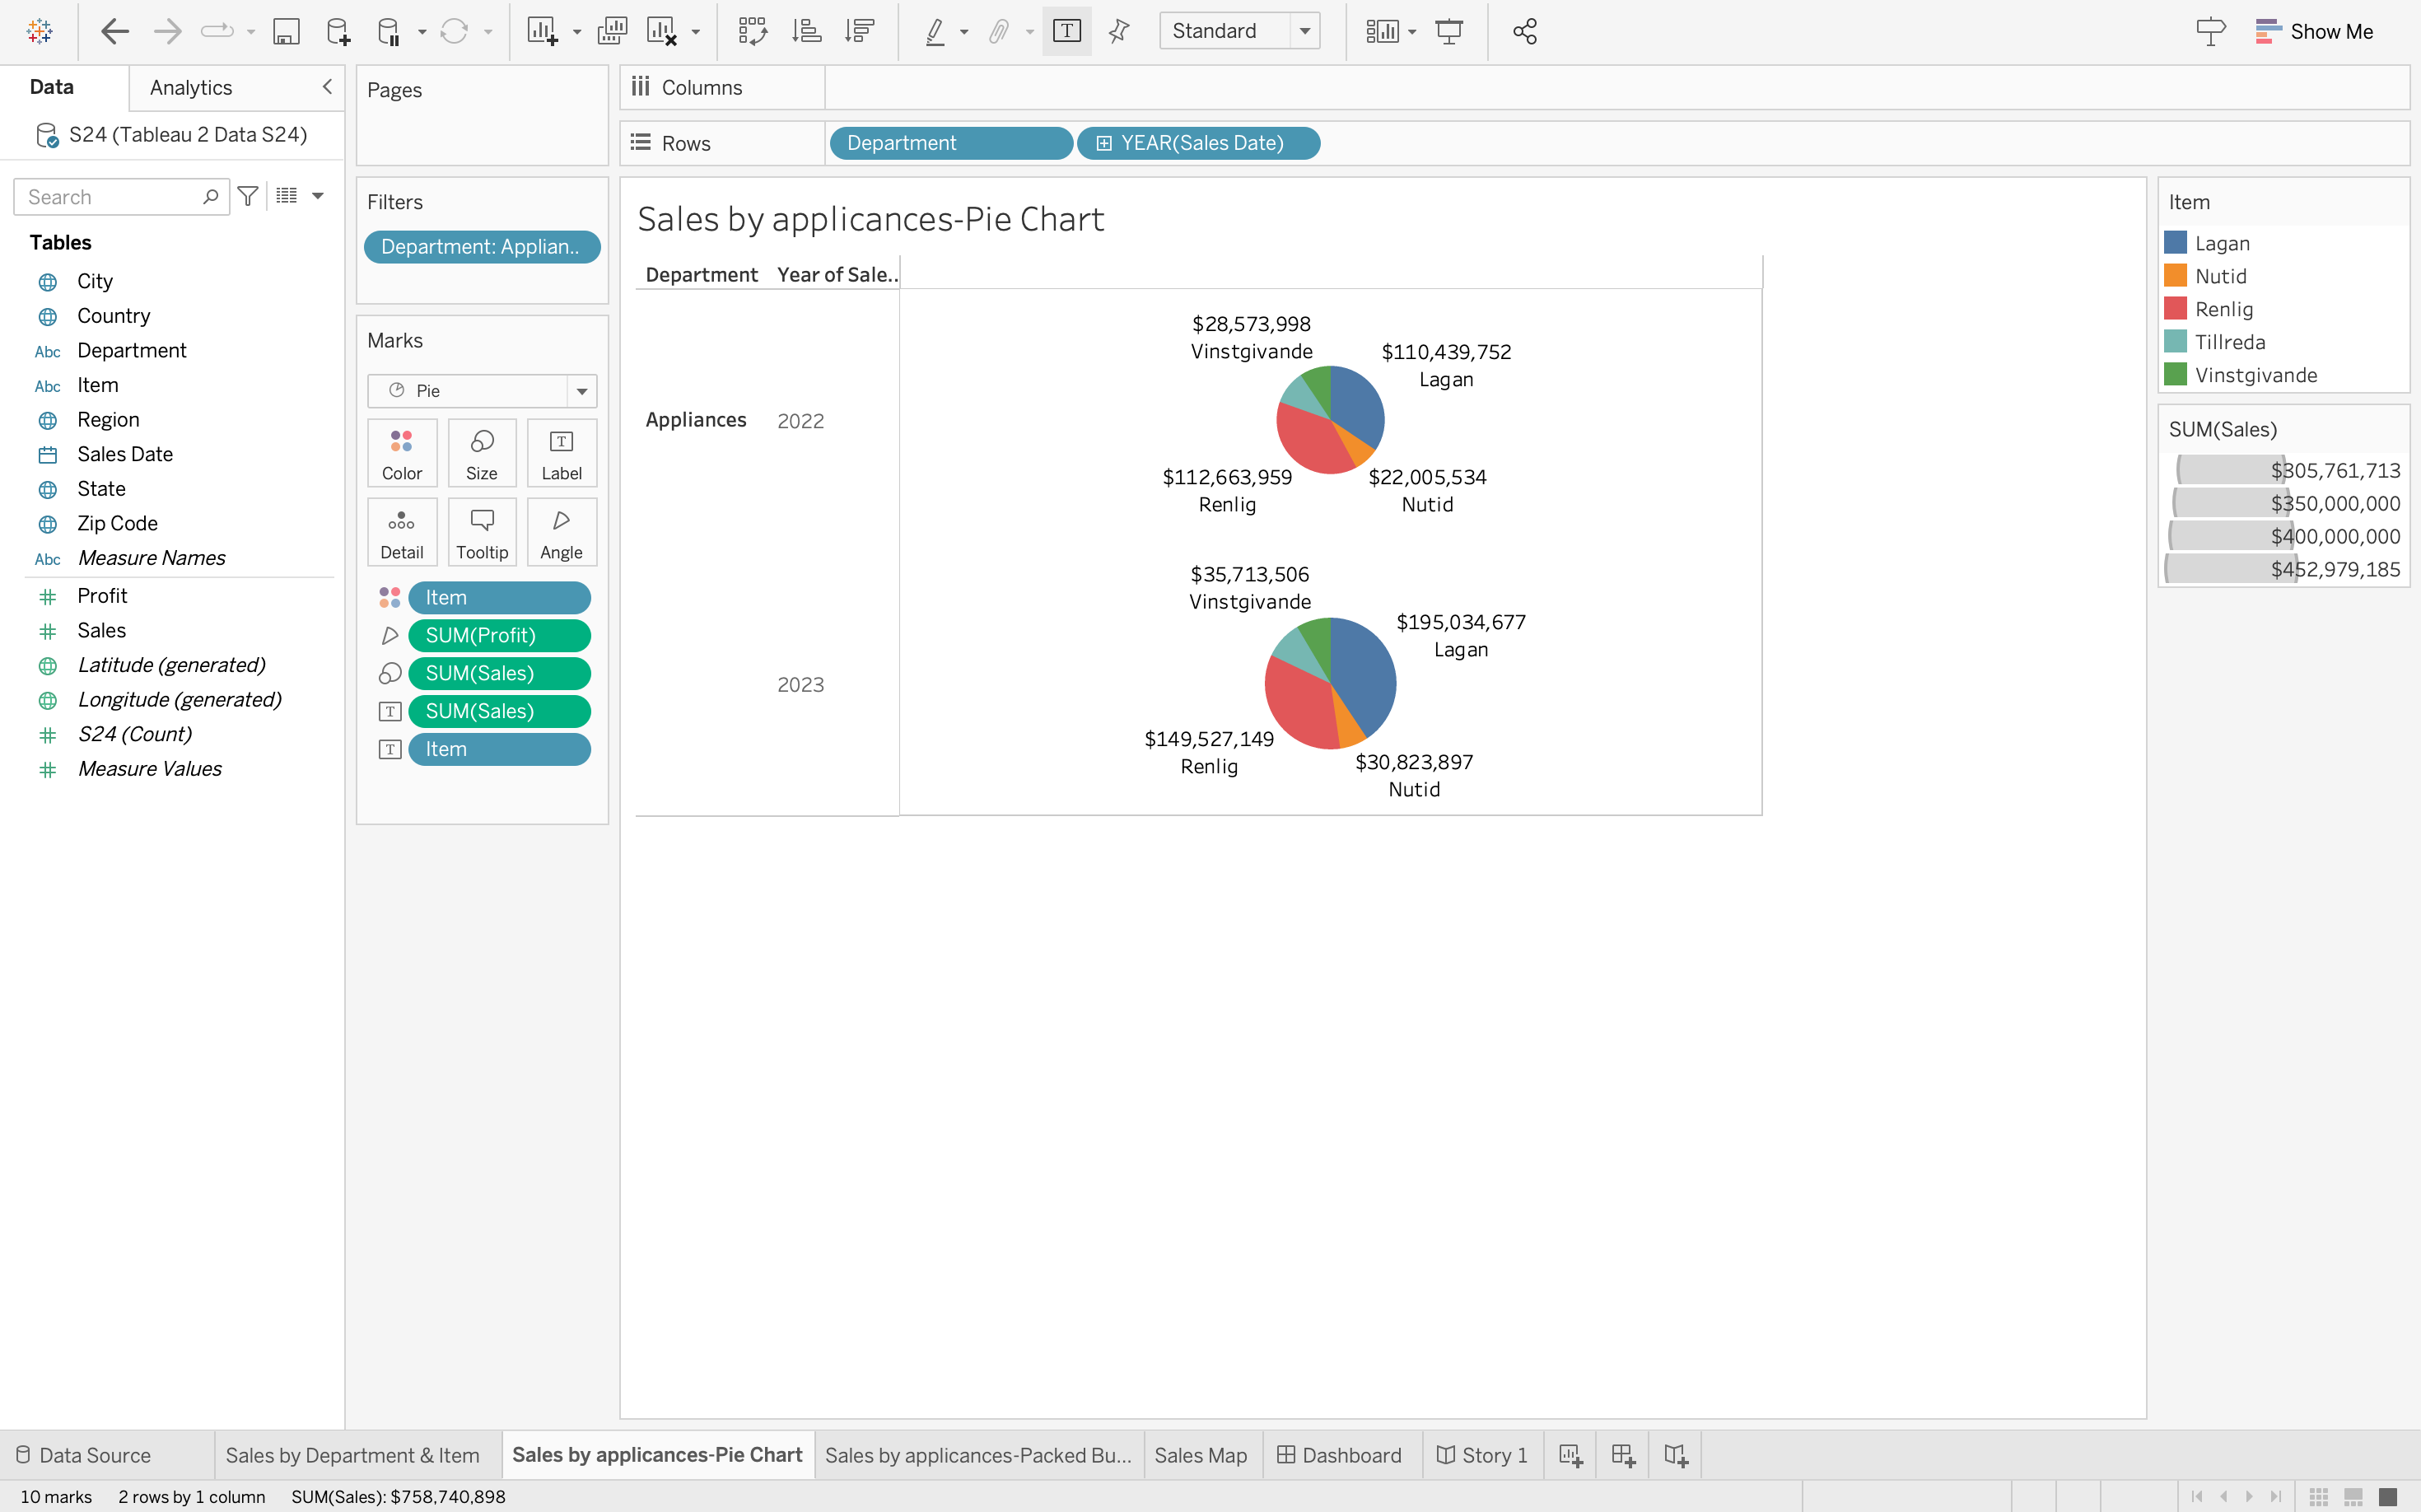 Standard
Show Me
Data
Analytics
S24 (Tableau 2 Data S24)
Search
Tables
City
Country
Abc Department
Abc Item
Region
Sales Date
State
Zip Code
Abc Measure Names
Profit
Sales
Latitude (generated)
Longitude (generated)
S24 (Count)
Measure Values
Pages
Filters
Department: Applian..
Marks
Pie
Color
Size
T
Label
Detail
Tooltip
Angle
Item
SUM(Profit)
SUM(Sales)
T SUM(Sales)
T Item
Columns
Rows
Department
YEAR(Sales Date)
Sales by applicances-Pie Chart
Department
Year of Sale..
Appliances
2022
$28,573,998
Vinstgivande
$110,439,752
Lagan
$112,663,959
Renlig
$22,005,534
Nutid
2023
$35,713,506
Vinstgivande
$195,034,677
Lagan
$149,527,149
Renlig
$30,823,897
Nutid
Item
Lagan
Nutid
Renlig
Tillreda
Vinstgivande
SUM(Sales)
$305,761,713
$350,000,000
$400,000,000
$452,979,185
Data Source
Sales by Department & Item
Sales by applicances-Pie Chart
Sales by applicances-Packed Bu...
Sales Map
Dashboard
Story 1
10 marks
2 rows by 1 column
SUM(Sales): $758,740,898